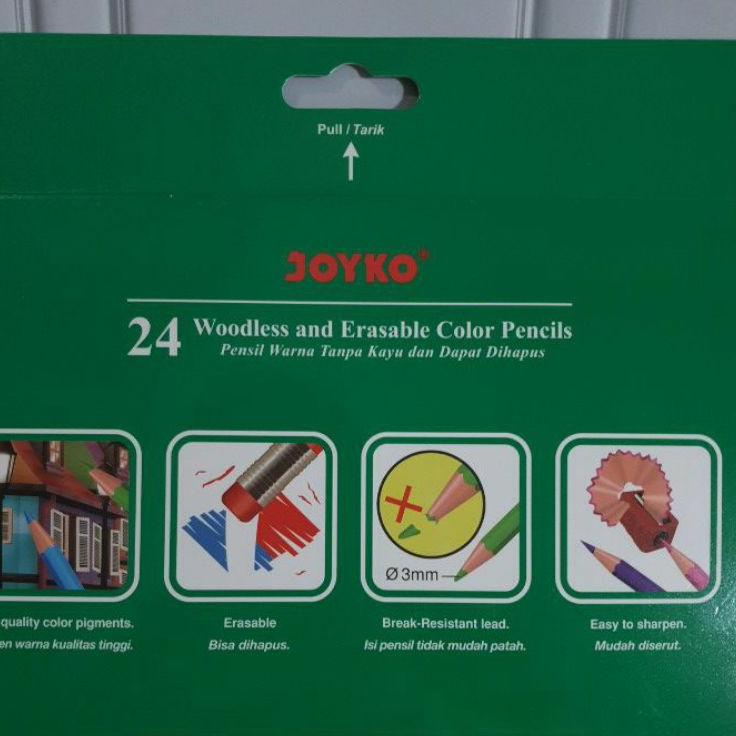 Pull / Tarik
JOYKO®
24 Woodless and Erasable Color Pencils
Pensil Warna Tanpa Kayu dan Dapat Dihapus
Ø 3mm
quality color pigments.
warna kualitas tinggi.
Erasable
Bisa dihapus.
Break-Resistant lead.
Isi pensil tidak mudah patah.
Easy to sharpen.
Mudah diserut.